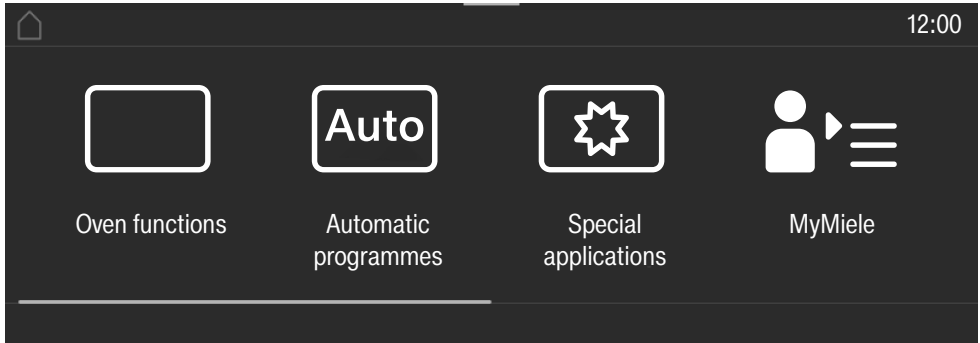 12:00
Auto
Oven functions
Automatic
programmes
Special
applications
MyMiele